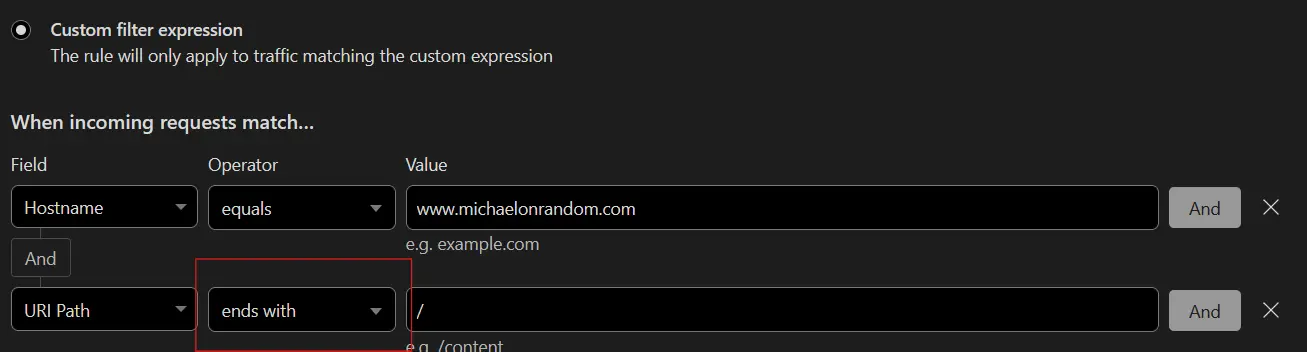 Custom filter expression
The rule will only apply to traffic matching the custom expression
When incoming requests match...
Field Operator Value
Hostname equals www.michaelonrandom.com And
e.g. example.com
And
URI Path ends with / And
e.g. /content